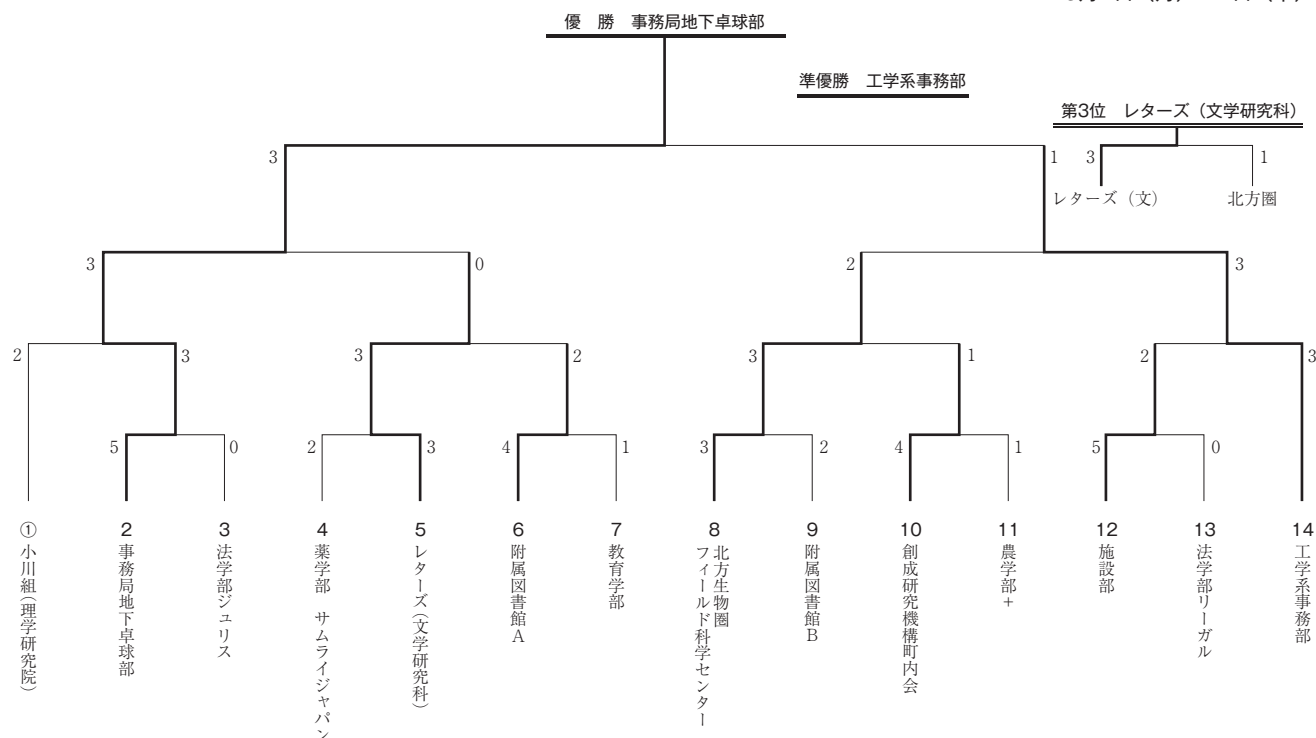 優　勝　事務局地下卓球部
準優勝　工学系事務部
第3位　レターズ（文学研究科）
3
1
3
1
レターズ（文）
北方圏
3
0
2
3
2
3
3
2
3
1
2
3
5
0
2
3
4
1
3
2
4
1
5
0
①
小川組（理学研究院）
2
事務局地下卓球部
3
法学部ジュリス
4
薬学部　サムライジャパン
5
レターズ（文学研究科）
6
附属図書館A
7
教育学部
8
北方生物圏
フィールド科学センター
9
附属図書館B
10
創成研究機構町内会
11
農学部+
12
施設部
13
法学部リーガル
14
工学系事務部